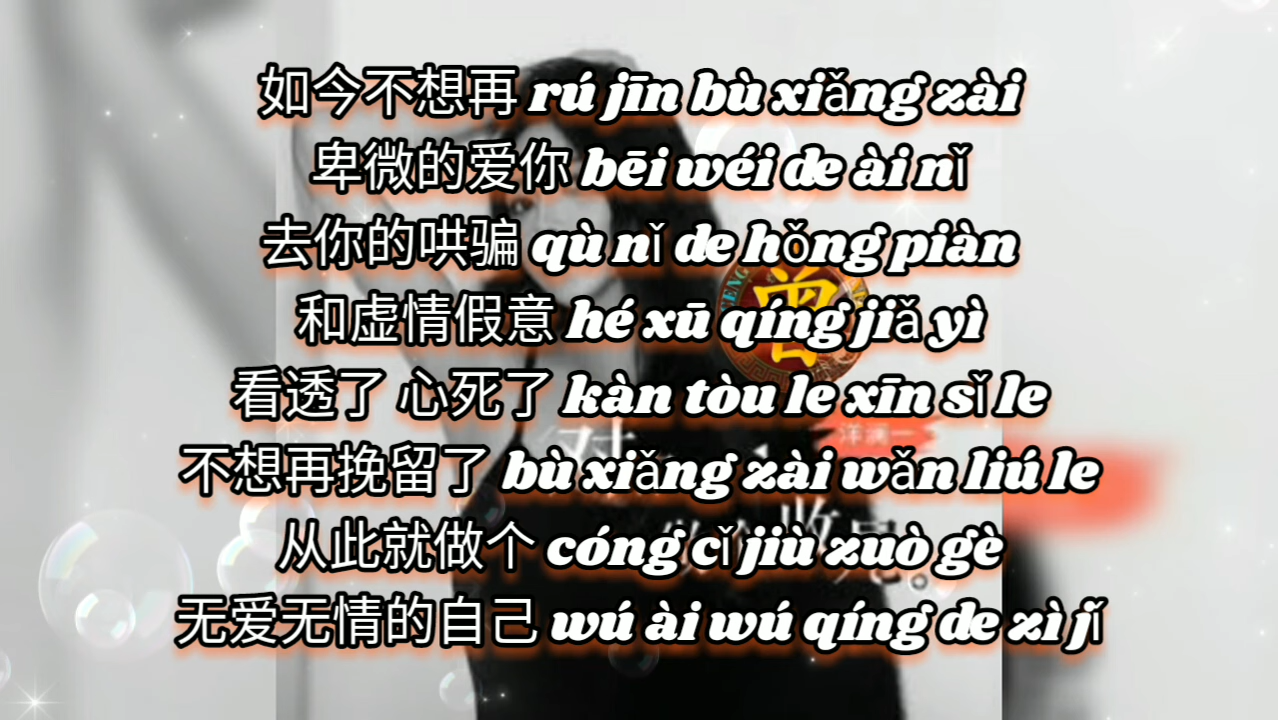 如今不想再 rú jīn bù xiǎng zài
卑微的爱你 bēi wéi de ài nǐ
去你的哄骗 qù nǐ de hǒng piàn
和虚情假意 hé xū qíng jiǎ yì
看透了 心死了 kàn tòu le xīn sǐ le
不想再挽留了 bù xiǎng zài wǎn liú le
从此就做个 cóng cǐ jiù zuò gè
无爱无情的自己 wú ài wú qíng de zì jǐ
曾
洋澜一